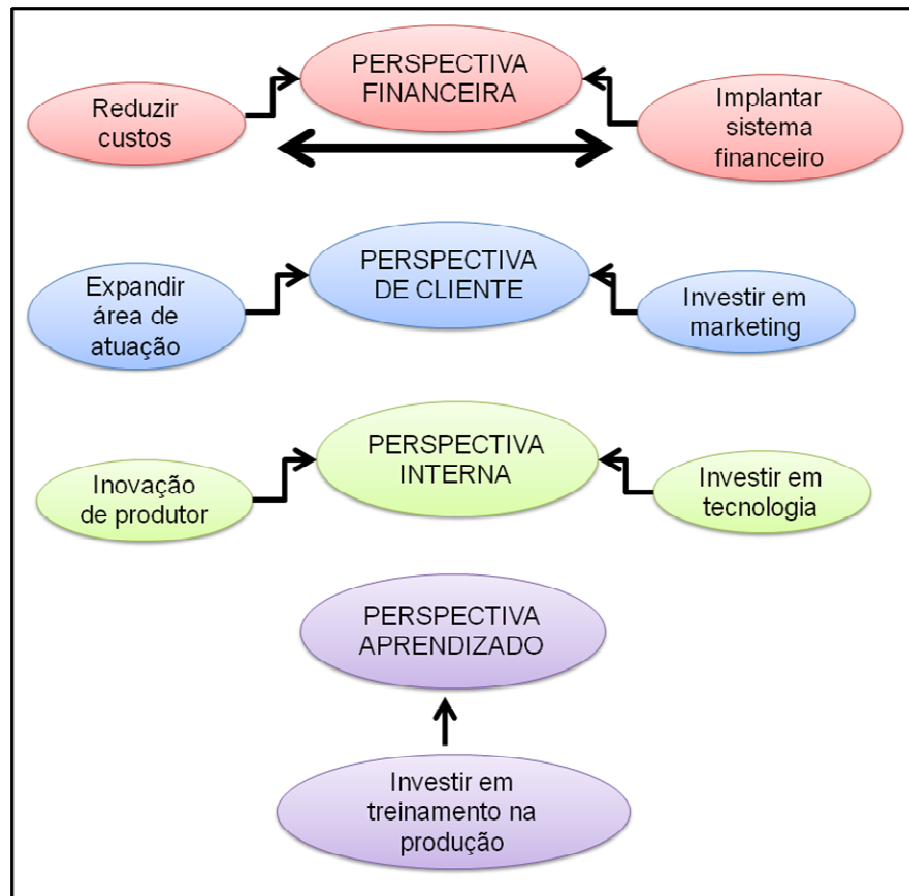 PERSPECTIVA
FINANCEIRA
Reduzir
custos
Implantar
sistema
financeiro
PERSPECTIVA
DE CLIENTE
Expandir
área de
atuação
Investir em
marketing
PERSPECTIVA
INTERNA
Inovação
de produtor
Investir em
tecnologia
PERSPECTIVA
APRENDIZADO
Investir em
treinamento na
produção